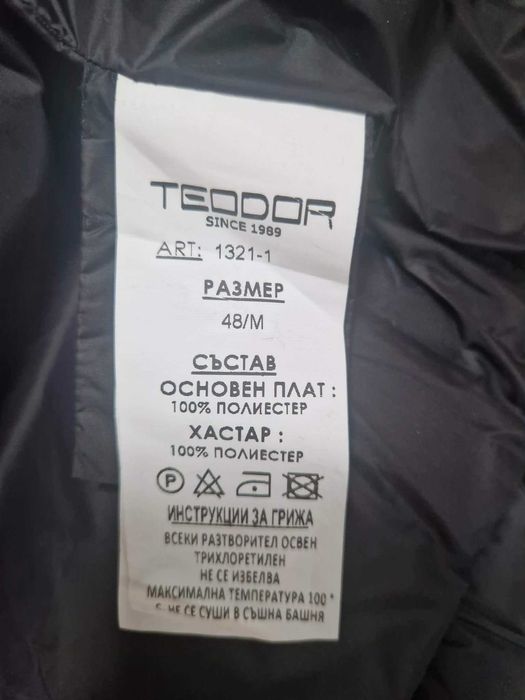 TEODOR
SINCE 1989
ART: 1321-1
РАЗМЕР
48/M
СЪСТАВ
ОСНОВЕН ПЛАТ :
100% ПОЛИЕСТЕР
ХАСТАР :
100% ПОЛИЕСТЕР
P
ИНСТРУКЦИИ ЗА ГРИЖА
ВСЕКИ РАЗТВОРИТЕЛ ОСВЕН
ТРИХЛОРЕТИЛЕН
НЕ СЕ ИЗБЕЛВА
МАКСИМАЛНА ТЕМПЕРАТУРА 100 °
НЕ СЕ СУШИ В СЪШНА БАШНЯ